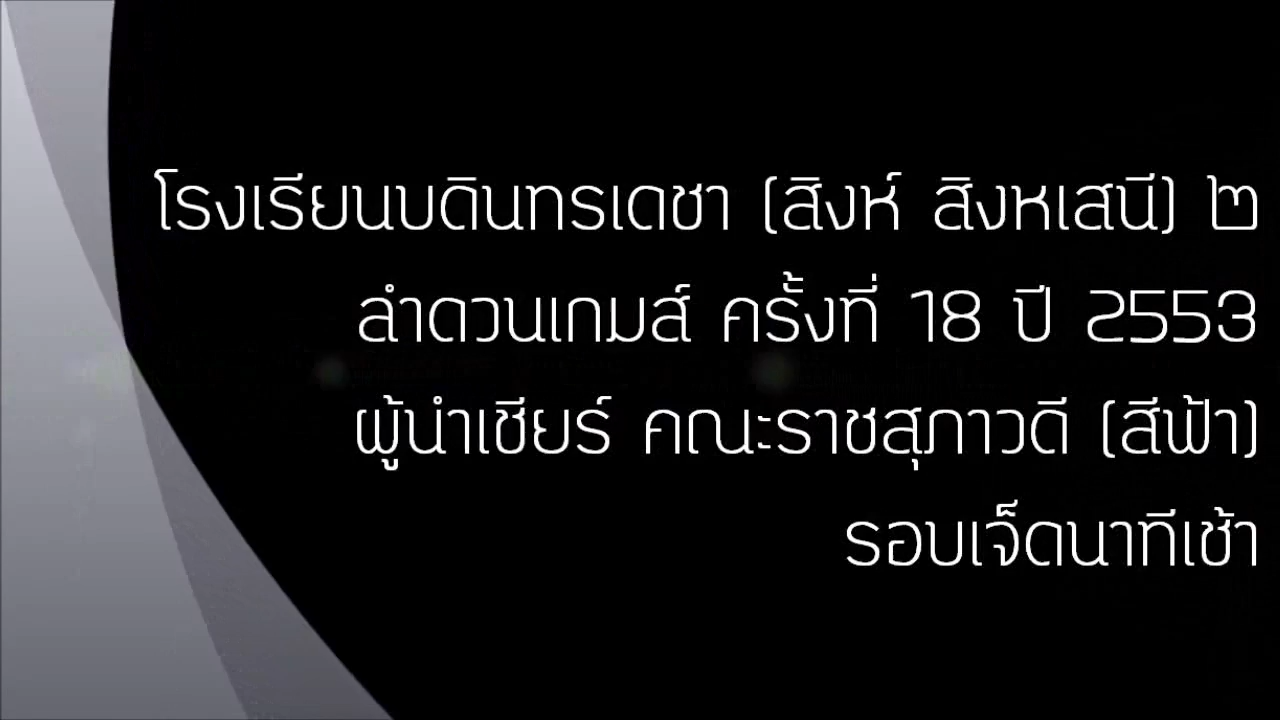 โรงเรียนบดินทรเดชา (สิงห์ สิงหเสนี) ๒
ลำดวนเกมส์ ครั้งที่ 18 ปี 2553
ผู้นำเชียร์ คณะราชสุภาวดี (สีฟ้า)
รอบเจ็ดนาทีเช้า